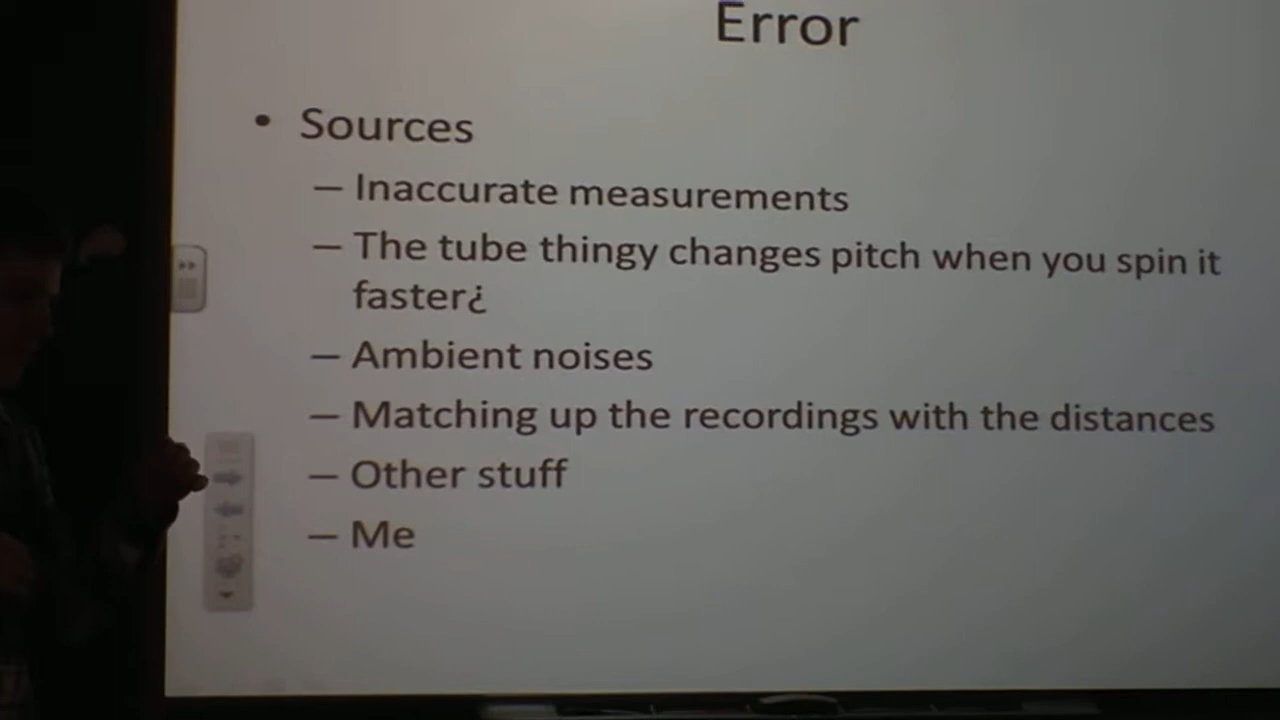 Error
• Sources
– Inaccurate measurements
– The tube thingy changes pitch when you spin it
faster¿
– Ambient noises
– Matching up the recordings with the distances
– Other stuff
– Me